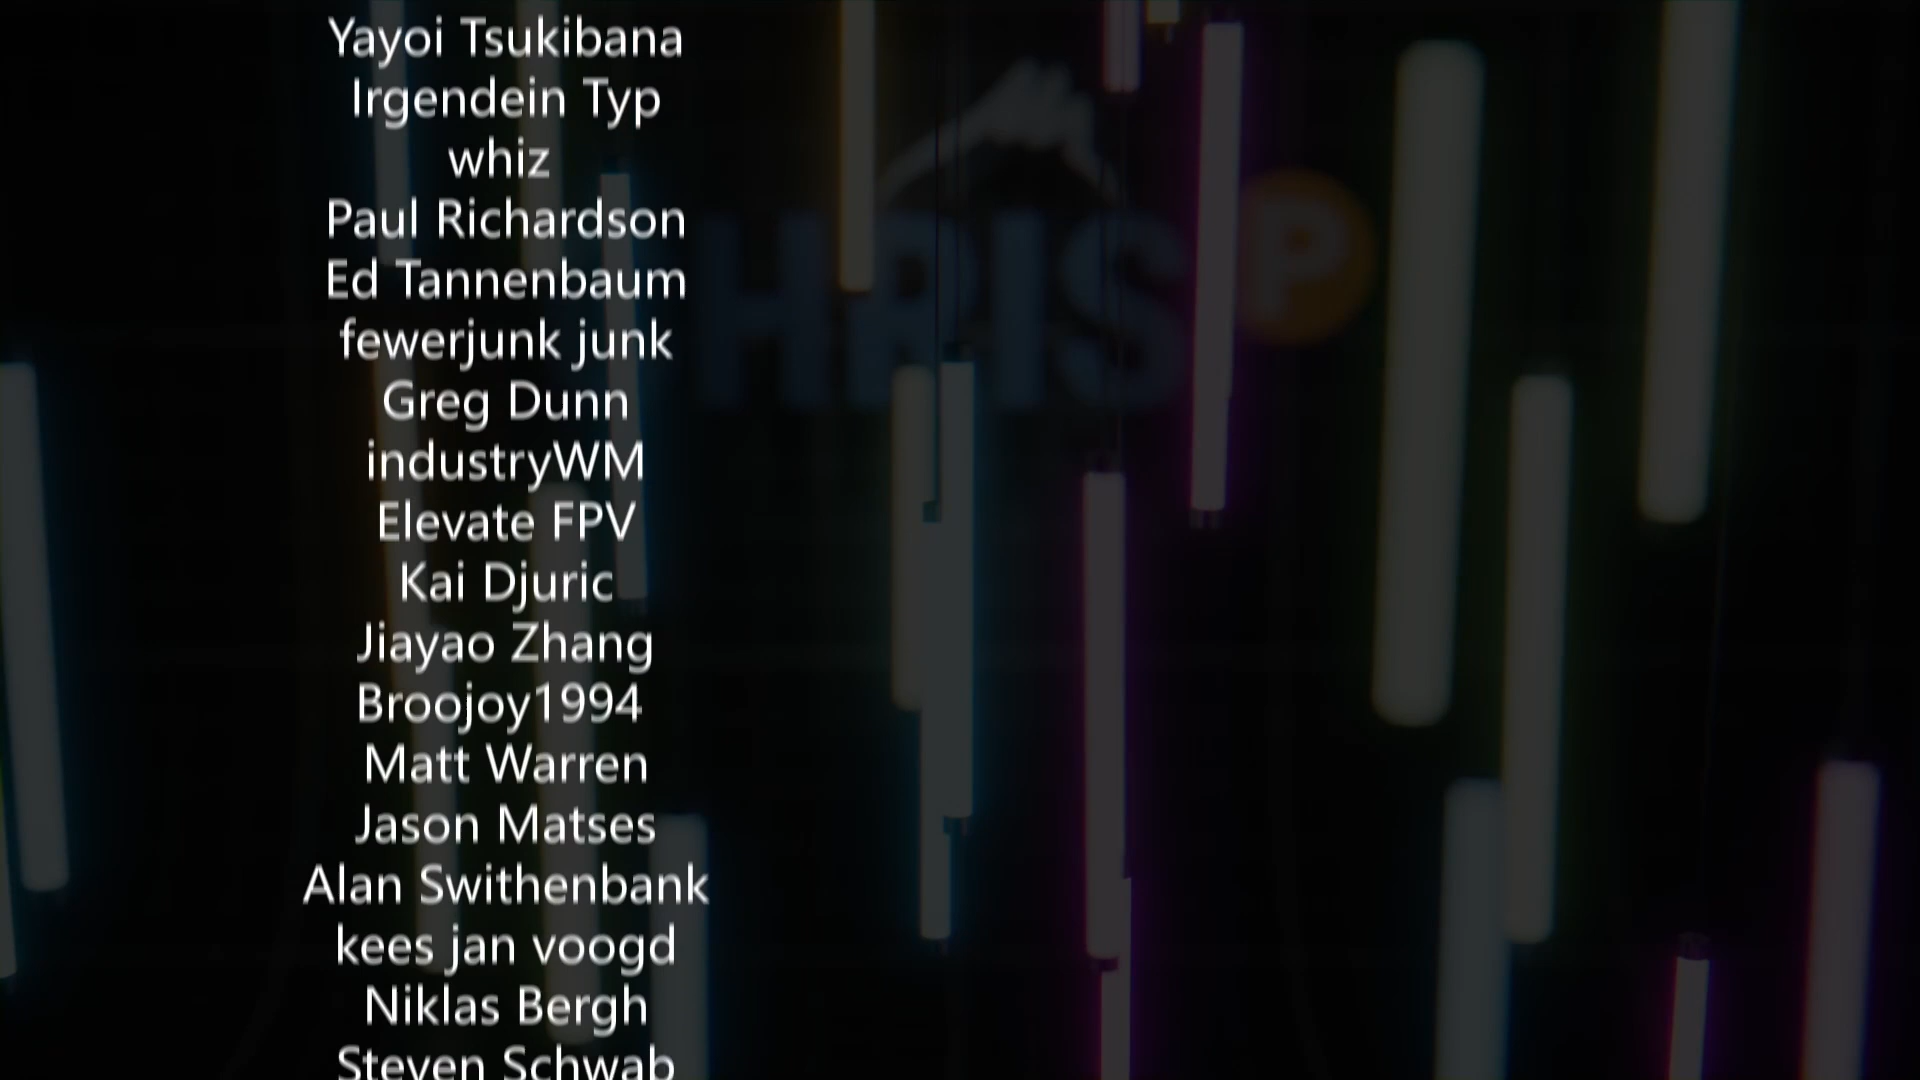 Yayoi Tsukibana
Irgendein Typ
whiz
Paul Richardson
Ed Tannenbaum
fewerjunk junk
Greg Dunn
industryWM
Elevate FPV
Kai Djuric
Jiayao Zhang
Broojoy1994
Matt Warren
Jason Matses
Alan Swithenbank
kees jan voogd
Niklas Bergh
Steven Schwab
HRIS
P